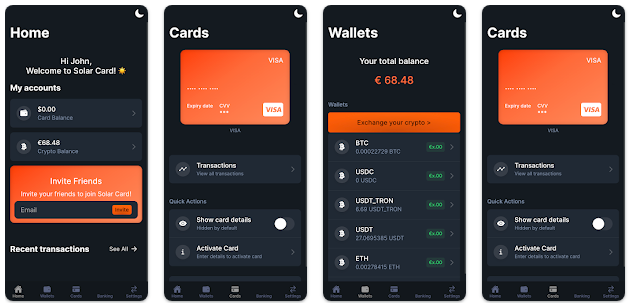 Home
Hi John,
Welcome to Solar Card! ☀️
My accounts
$0.00
Card Balance
€68.48
Crypto Balance
Invite Friends
Invite your friends to join Solar Card!
Email
Invite
Recent transactions
See All →
Home
Wallets
Cards
Banking
Settings
Cards
VISA
•••• •••• ••••
Expiry date
CVV
•••
VISA
VISA
Transactions
View all transactions
Quick Actions
Show card details
Hidden by default
Activate Card
Enter details to activate card
Home
Wallets
Cards
Banking
Settings
Wallets
Your total balance
€ 68.48
Wallets
Exchange your crypto >
BTC
0.00022729 BTC
€x.00
USDC
0 USDC
€x.00
USDT_TRON
6.69 USDT_TRON
€x.00
USDT
27.0695385 USDT
€x.00
ETH
0.00276415 ETH
€x.00
Home
Wallets
Cards
Banking
Settings
Cards
VISA
•••• •••• ••••
Expiry date
CVV
•••
VISA
VISA
Transactions
View all transactions
Quick Actions
Show card details
Hidden by default
Activate Card
Enter details to activate card
Home
Wallets
Cards
Banking
Settings